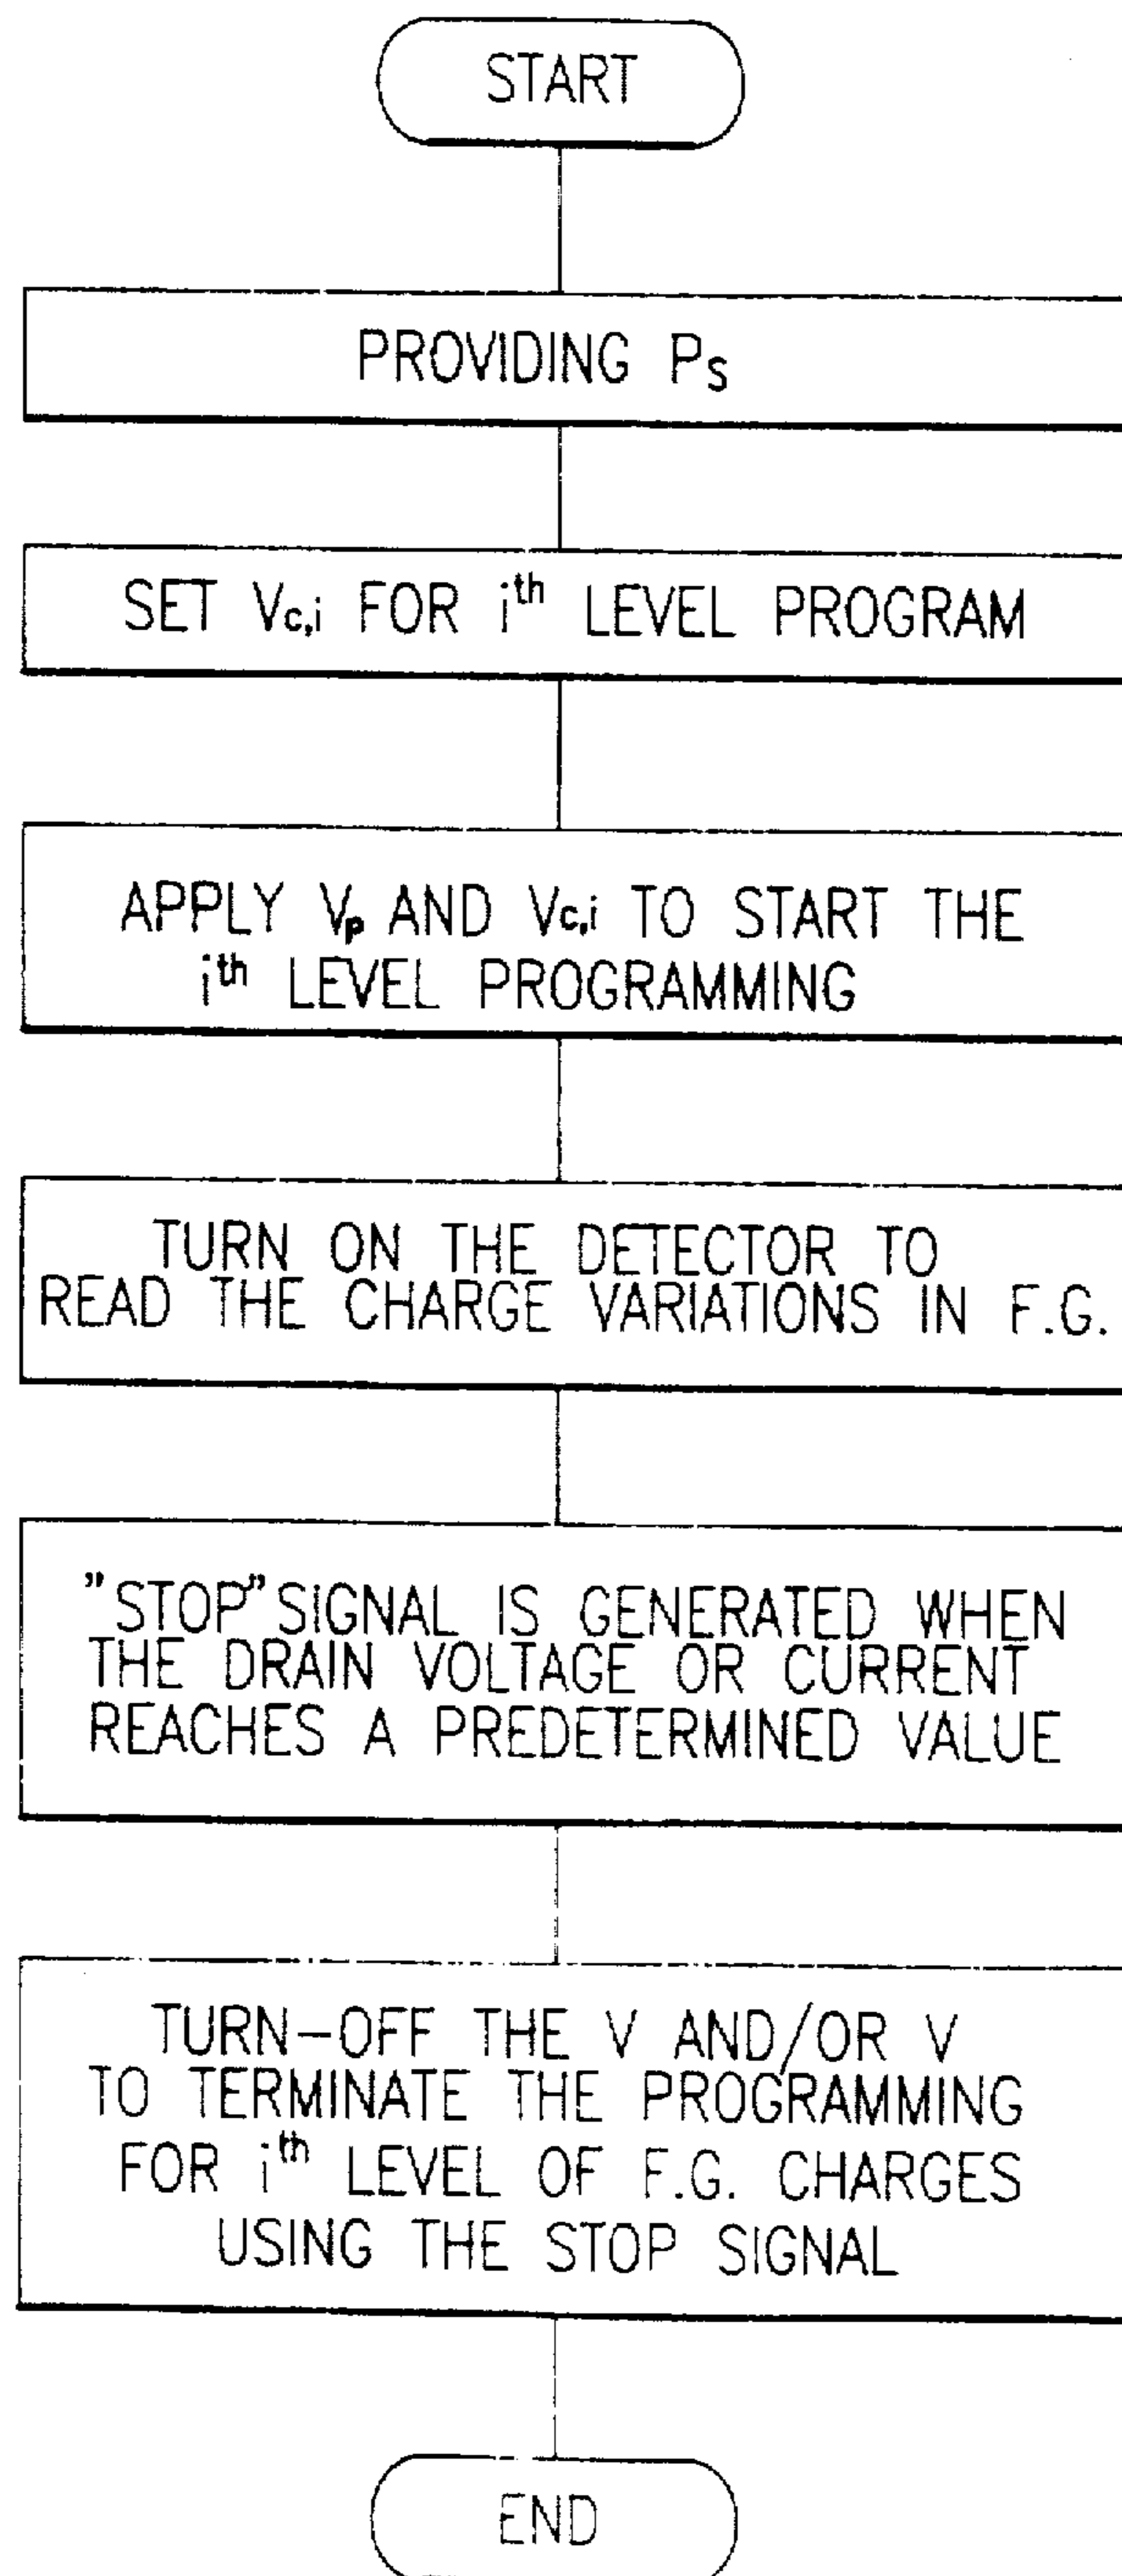 START
PROVIDING PS
SET Vc,i FOR ith LEVEL PROGRAM
APPLY Vp AND Vc,i TO START THE
ith LEVEL PROGRAMMING
TURN ON THE DETECTOR TO
READ THE CHARGE VARIATIONS IN F.G.
"STOP" SIGNAL IS GENERATED WHEN
THE DRAIN VOLTAGE OR CURRENT
REACHES A PREDETERMINED VALUE
TURN-OFF THE V AND/OR V
TO TERMINATE THE PROGRAMMING
FOR ith LEVEL OF F.G. CHARGES
USING THE STOP SIGNAL
END